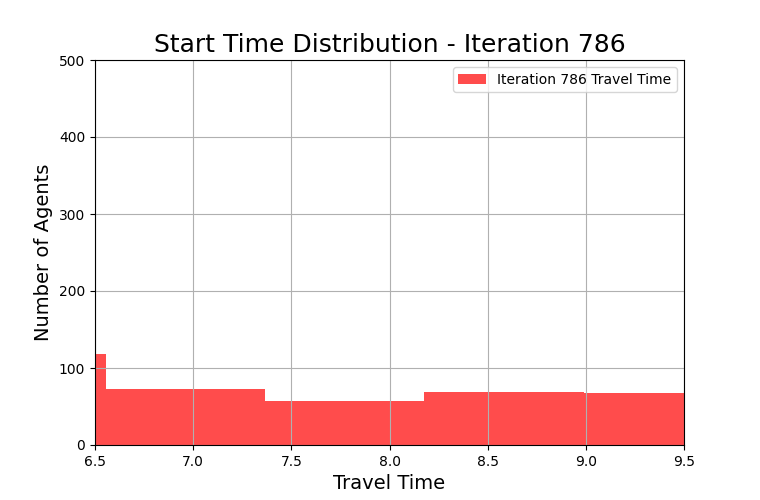 Start Time Distribution - Iteration 786
Iteration 786 Travel Time
Number of Agents
500
400
300
200
100
0
6.5 7.0 7.5 8.0 8.5 9.0 9.5
Travel Time